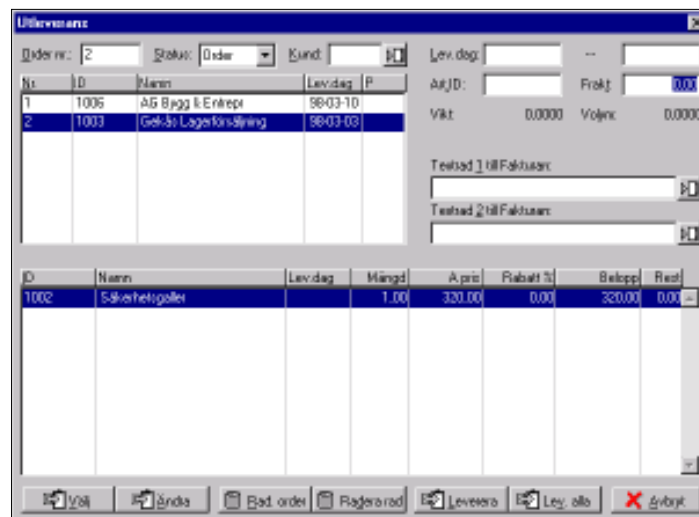 Utleverans
Order nr.: 2 Status: Order Kund: Lev.dag: --
Art.ID: Frakt: 0.00
Nr. ID Namn Lev.dag P
1 1006 AG Bygg & Entrepr 98-03-10
2 1003 Gekås Lagerförsäljning 98-03-03
Vikt: 0.0000 Volym: 0.0000
Textrad 1 till Fakturan:
Textrad 2 till Fakturan:
ID Namn Lev.dag Mängd A pris Rabatt % Belopp Rest
1002 Säkerhetsgaller 1.00 320.00 0.00 320.00 0.00
Välj Ändra Rad. order Radera rad Leverera Lev. alla Avbryt